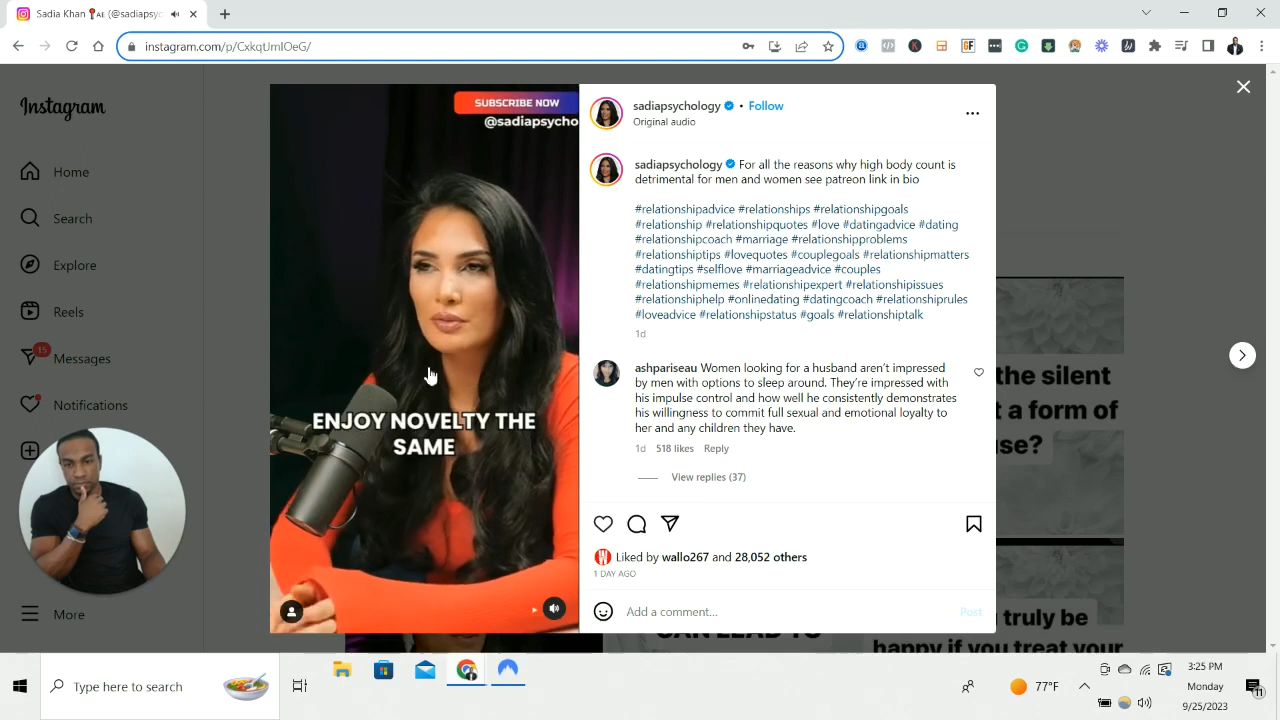 Sadia Khan 📍AE (@sadiapsyc
instagram.com/p/CxkqUmIOeG/
Instagram
Home
Search
Explore
Reels
15
Messages
Notifications
More
SUBSCRIBE NOW
@sadiapsycho
ENJOY NOVELTY THE
SAME
sadiapsychology • Follow
Original audio
sadiapsychology For all the reasons why high body count is
detrimental for men and women see patreon link in bio
#relationshipadvice #relationships #relationshipgoals
#relationship #relationshipquotes #love #datingadvice #dating
#relationshipcoach #marriage #relationshipproblems
#relationshiptips #lovequotes #couplegoals #relationshipmatters
#datingtips #selflove #marriageadvice #couples
#relationshipmemes #relationshipexpert #relationshipissues
#relationshiphelp #onlinedating #datingcoach #relationshiprules
#loveadvice #relationshipstatus #goals #relationshiptalk
1d
ashpariseau Women looking for a husband aren't impressed
by men with options to sleep around. They're impressed with
his impulse control and how well he consistently demonstrates
his willingness to commit full sexual and emotional loyalty to
her and any children they have.
1d 518 likes Reply
View replies (37)
Liked by wallo267 and 28,052 others
1 DAY AGO
Add a comment...
Post
the silent
t a form of
se?
truly be
happy if you treat your
CAN LEAD TO
Type here to search
77°F
3:25 PM
Monday
9/25/2023
11